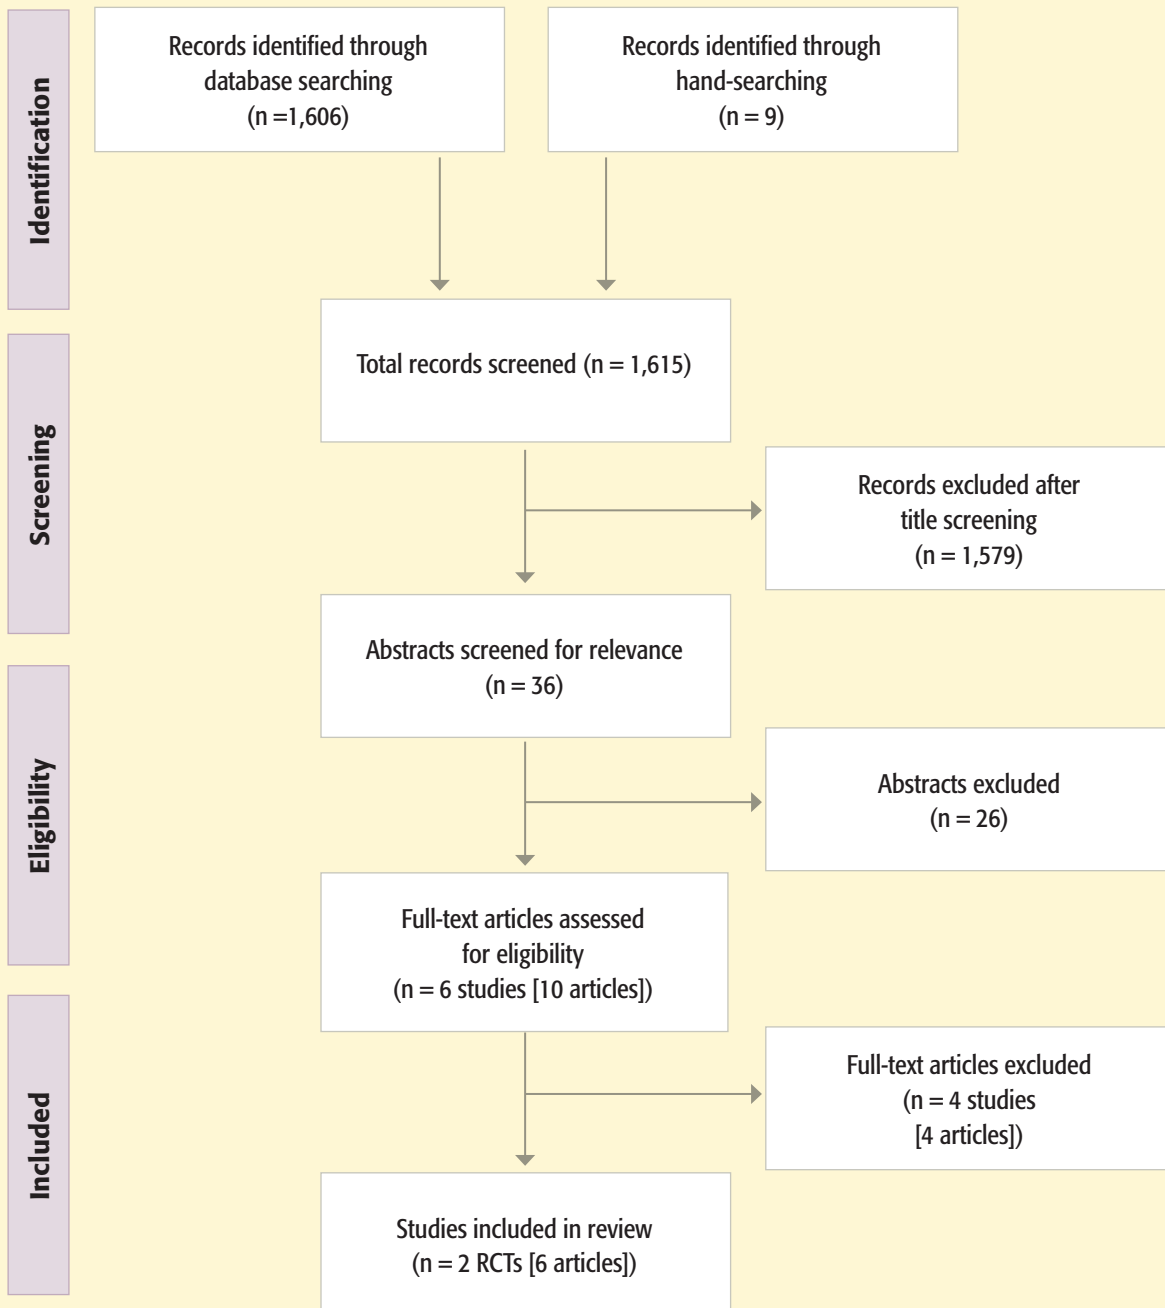 Identification
Records identified through
database searching
(n =1,606)
Records identified through
hand-searching
(n = 9)
Screening
Total records screened (n = 1,615)
Records excluded after
title screening
(n = 1,579)
Abstracts screened for relevance
(n = 36)
Eligibility
Abstracts excluded
(n = 26)
Full-text articles assessed
for eligibility
(n = 6 studies [10 articles])
Included
Full-text articles excluded
(n = 4 studies
[4 articles])
Studies included in review
(n = 2 RCTs [6 articles])